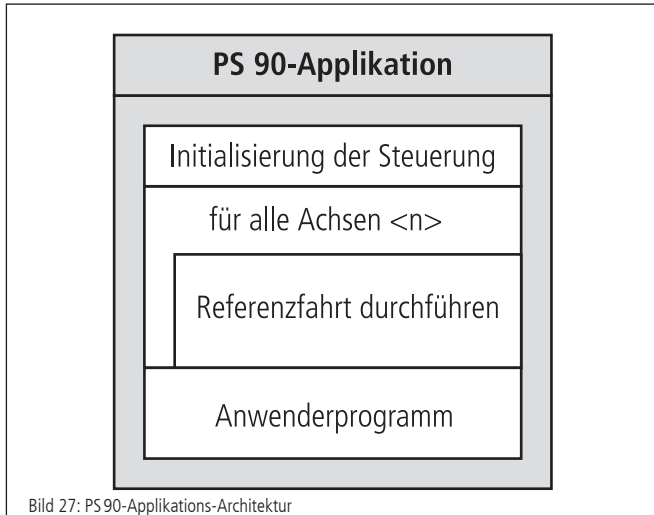 PS 90-Applikation
Initialisierung der Steuerung
für alle Achsen <n>
Referenzfahrt durchführen
Anwenderprogramm
Bild 27: PS 90-Applikations-Architektur